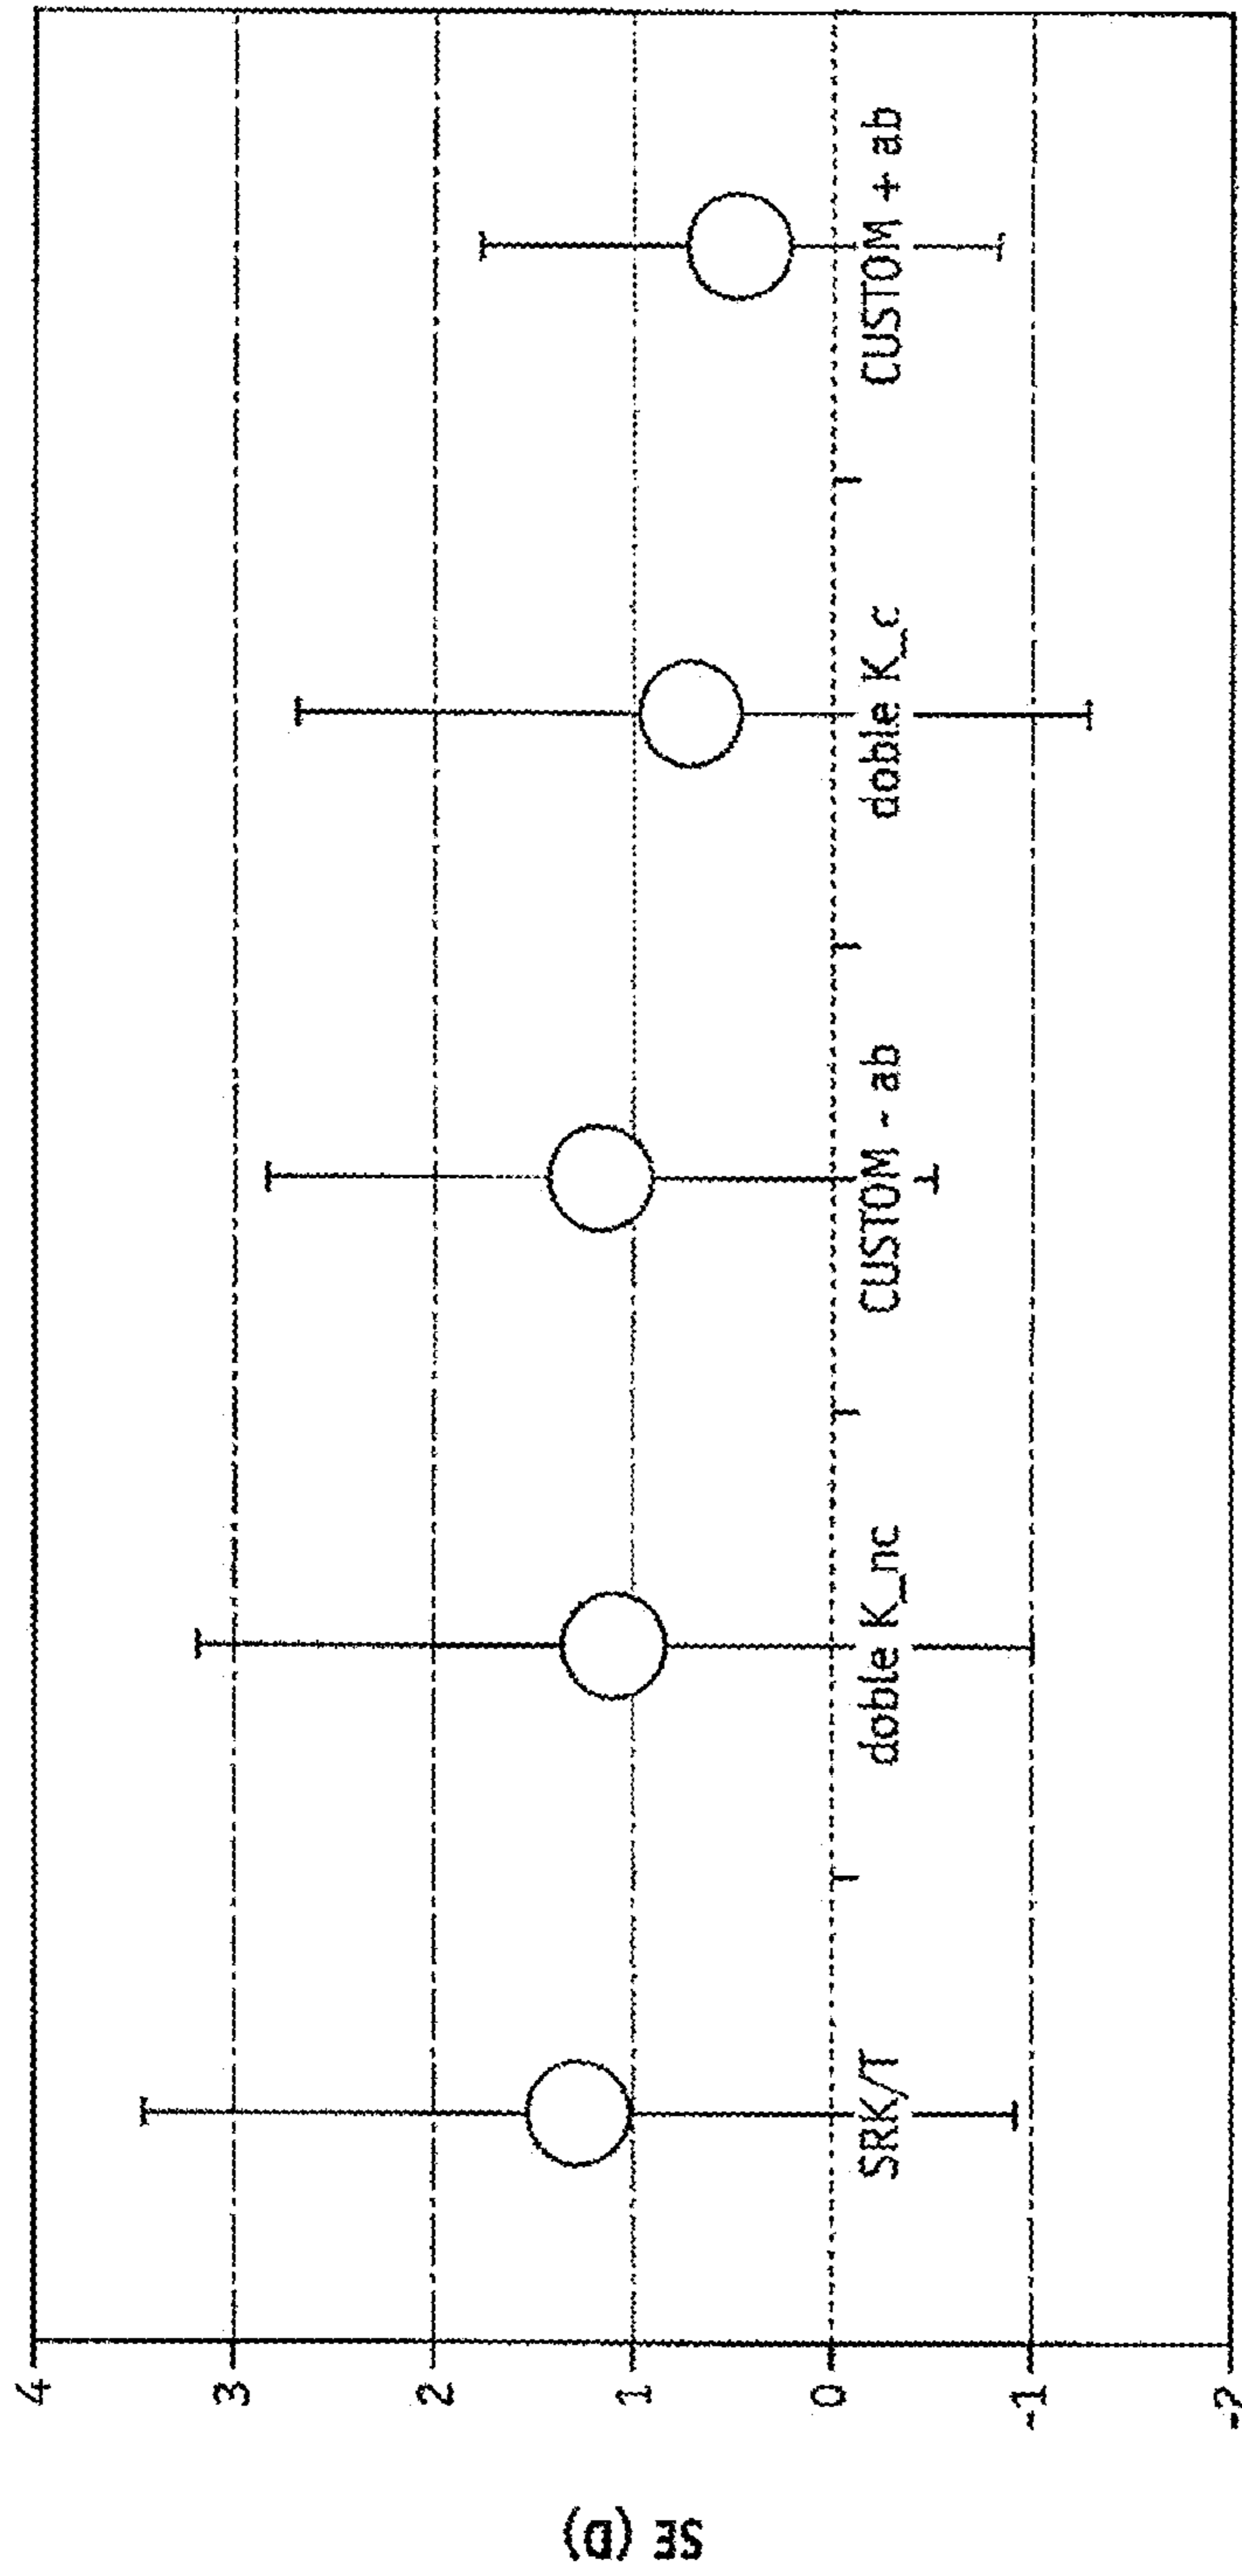 SE (D)
4
3
2
1
0
-1
-2
SRK/T
doble K_nc
CUSTOM - ab
doble K_c
CUSTOM + ab